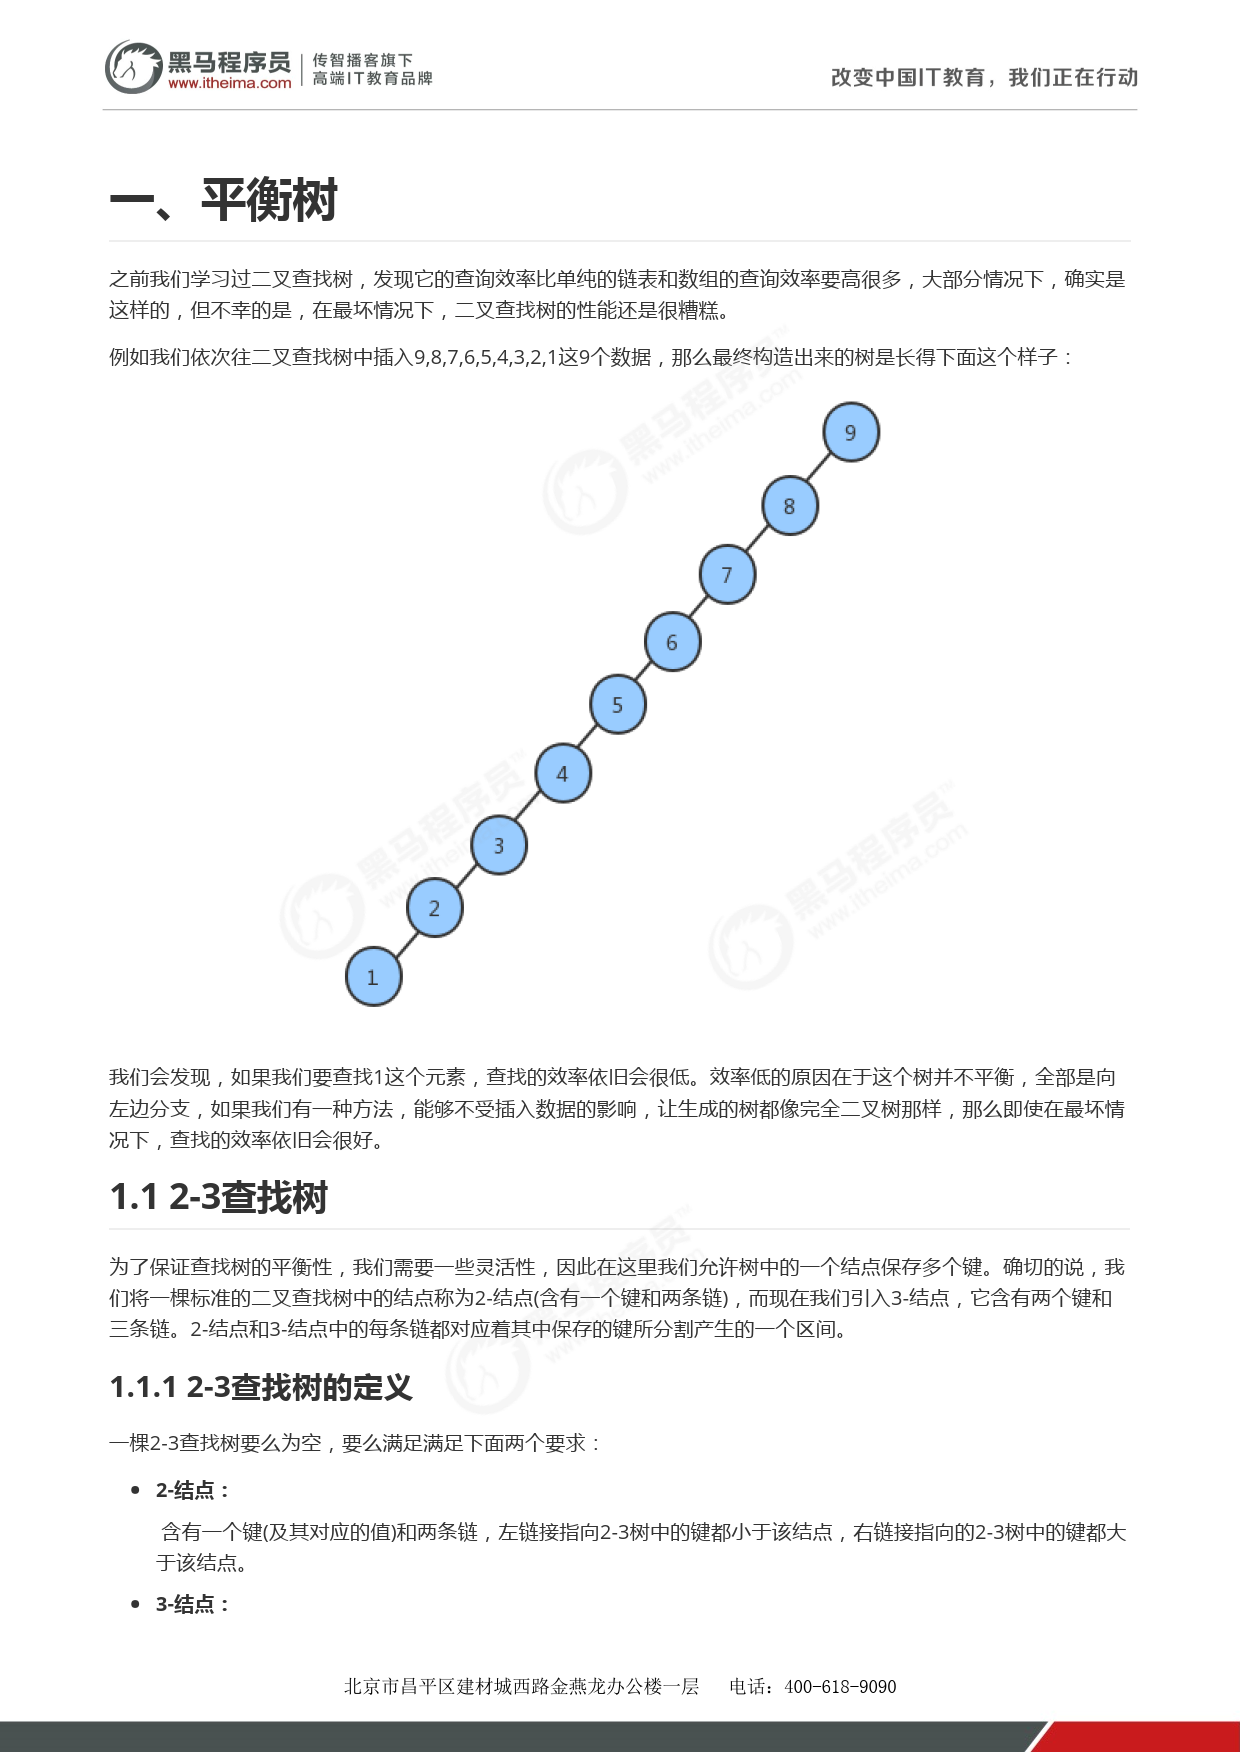 黑马程序员
www.itheima.com
传智播客旗下
高端IT教育品牌
改变中国IT教育，我们正在行动
一、平衡树
之前我们学习过二叉查找树，发现它的查询效率比单纯的链表和数组的查询效率要高很多，大部分情况下，确实是
这样的，但不幸的是，在最坏情况下，二叉查找树的性能还是很糟糕。
例如我们依次往二叉查找树中插入9,8,7,6,5,4,3,2,1这9个数据，那么最终构造出来的树是长得下面这个样子：
9
8
7
6
5
4
3
2
1
我们会发现，如果我们要查找1这个元素，查找的效率依旧会很低。效率低的原因在于这个树并不平衡，全部是向
左边分支，如果我们有一种方法，能够不受插入数据的影响，让生成的树都像完全二叉树那样，那么即使在最坏情
况下，查找的效率依旧会很好。
1.1 2-3查找树
为了保证查找树的平衡性，我们需要一些灵活性，因此在这里我们允许树中的一个结点保存多个键。确切的说，我
们将一棵标准的二叉查找树中的结点称为2-结点(含有一个键和两条链)，而现在我们引入3-结点，它含有两个键和
三条链。2-结点和3-结点中的每条链都对应着其中保存的键所分割产生的一个区间。
1.1.1 2-3查找树的定义
一棵2-3查找树要么为空，要么满足满足下面两个要求：
• 2-结点：
含有一个键(及其对应的值)和两条链，左链接指向2-3树中的键都小于该结点，右链接指向的2-3树中的键都大
于该结点。
• 3-结点：
北京市昌平区建材城西路金燕龙办公楼一层 电话：400-618-9090